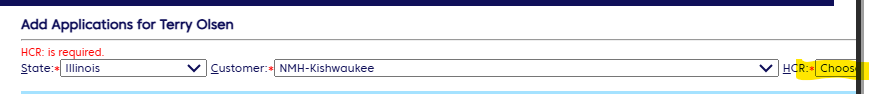 Add Applications for Terry Olsen
HCR: is required.
State:* Illinois Customer:* NMH-Kishwaukee HCR:* Choos